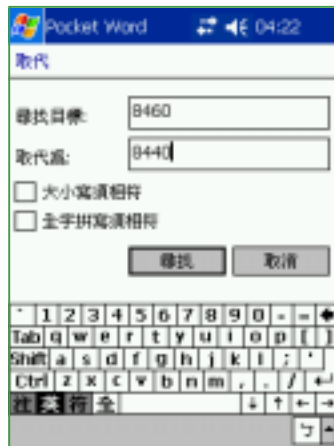 Pocket Word 04:22
取代
尋找目標: 8460
取代為: 8440
大小寫須相符
全字拼寫須相符
尋找 取消
` 1 2 3 4 5 6 7 8 9 0 - =
Tab q w e r t y u i o p [ ]
Shift a s d f g h j k l ; '
Ctrl z x c v b n m , . /
注 英 符 全
ㄅ